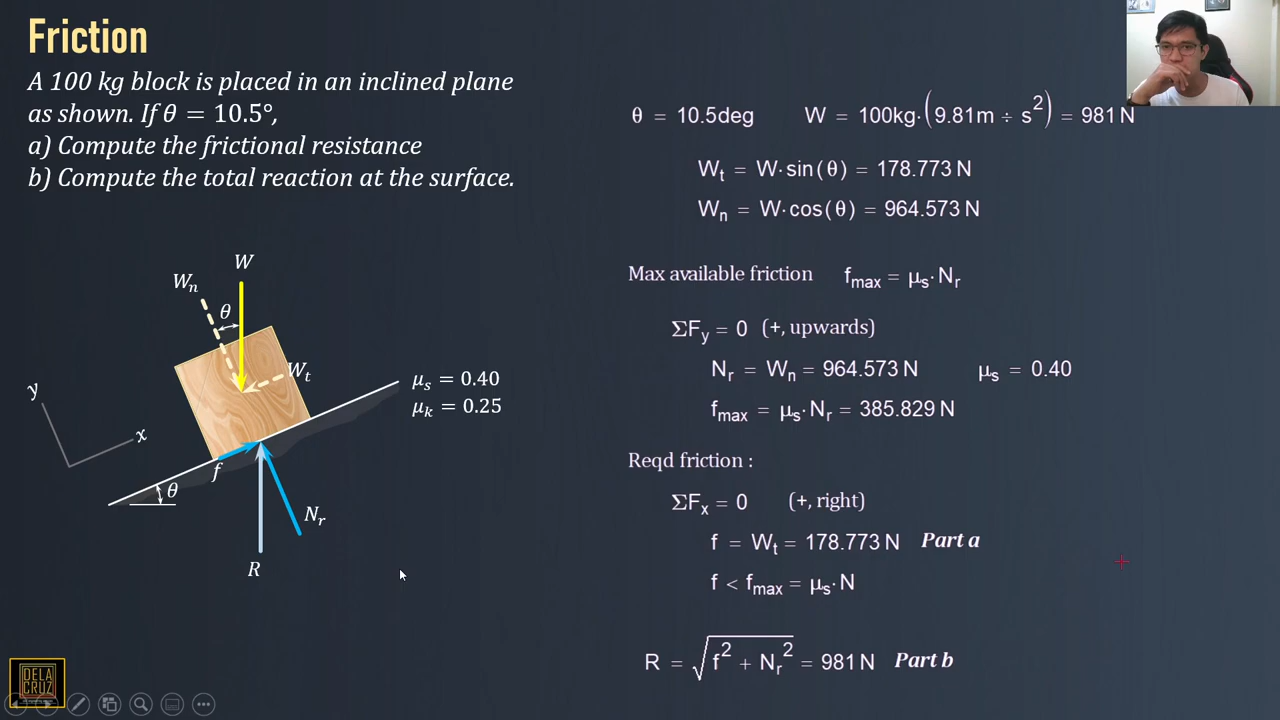 Friction
A 100 kg block is placed in an inclined plane
as shown. If θ = 10.5°,
a) Compute the frictional resistance
b) Compute the total reaction at the surface.
θ = 10.5deg W = 100kg·(9.81m ÷ s²) = 981 N
Wₜ = W·sin(θ) = 178.773 N
Wₙ = W·cos(θ) = 964.573 N
Max available friction f_max = μₛ·Nᵣ
ΣF_y = 0 (+, upwards)
Nᵣ = Wₙ = 964.573 N μₛ = 0.40
f_max = μₛ·Nᵣ = 385.829 N
Reqd friction :
ΣFₓ = 0 (+, right)
f = Wₜ = 178.773 N Part a
f < f_max = μₛ·N
R = √(f² + Nᵣ²) = 981 N Part b
W
Wₙ
θ
Wₜ
μₛ = 0.40
μₖ = 0.25
y
x
f
θ
Nᵣ
R
DELA
CRUZ